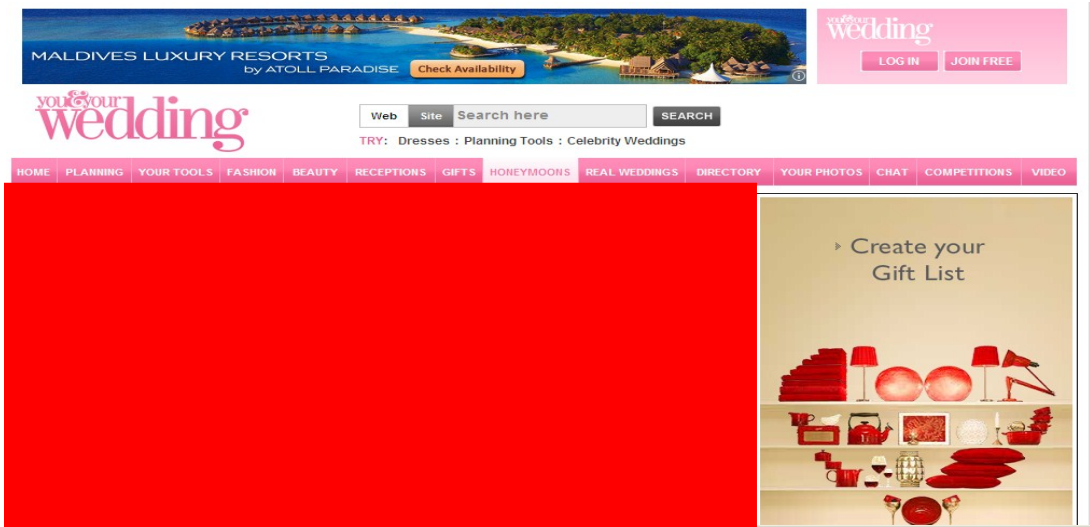 MALDIVES LUXURY RESORTS
by ATOLL PARADISE
Check Availability
you&your
wedding
LOG IN
JOIN FREE
you&your
wedding
Web
Site
Search here
SEARCH
TRY: Dresses : Planning Tools : Celebrity Weddings
HOME PLANNING YOUR TOOLS FASHION BEAUTY RECEPTIONS GIFTS HONEYMOONS REAL WEDDINGS DIRECTORY YOUR PHOTOS CHAT COMPETITIONS VIDEO
Create your
Gift List